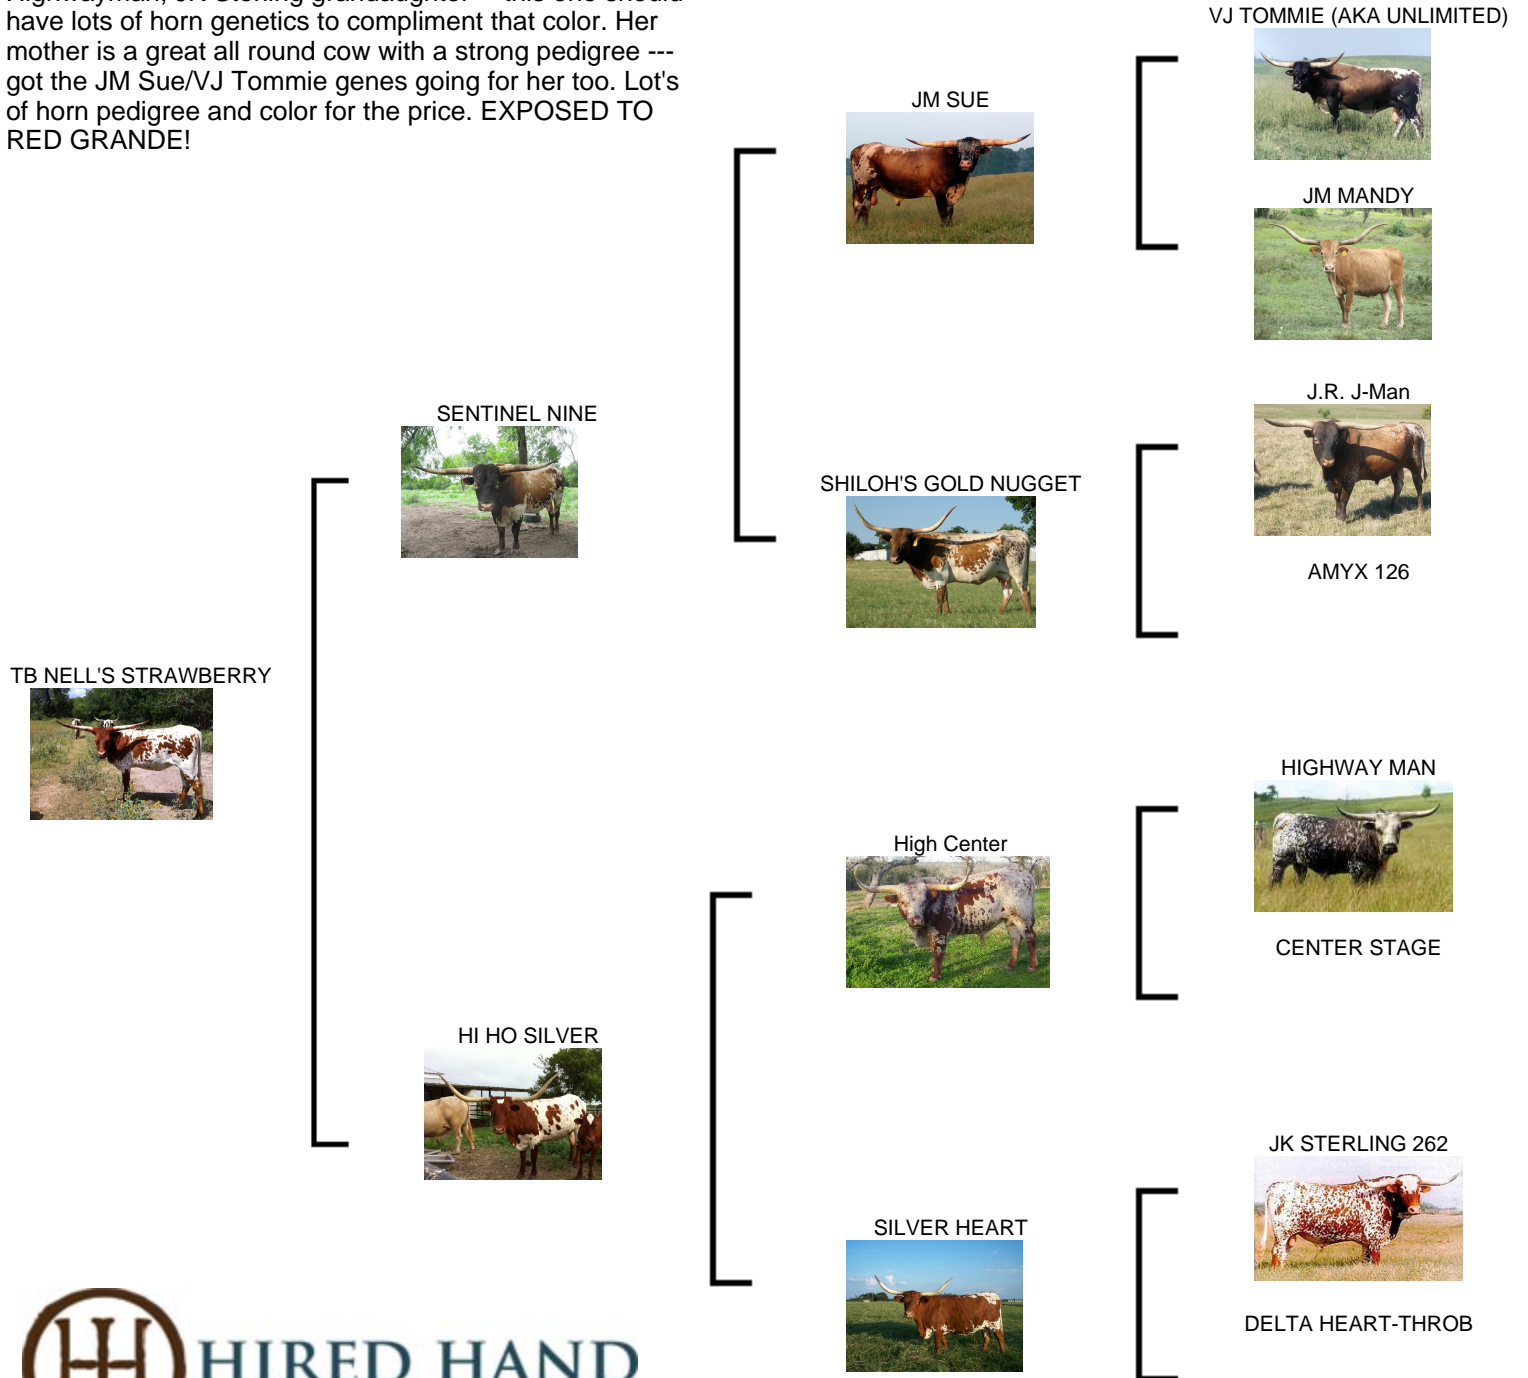 have lots of horn genetics to compliment that color. Her
mother is a great all round cow with a strong pedigree ---
got the JM Sue/VJ Tommie genes going for her too. Lot's
of horn pedigree and color for the price. EXPOSED TO
RED GRANDE!
VJ TOMMIE (AKA UNLIMITED)
JM SUE
JM MANDY
J.R. J-Man
SENTINEL NINE
SHILOH'S GOLD NUGGET
AMYX 126
TB NELL'S STRAWBERRY
HIGHWAY MAN
High Center
CENTER STAGE
HI HO SILVER
JK STERLING 262
SILVER HEART
DELTA HEART-THROB
HIRED HAND